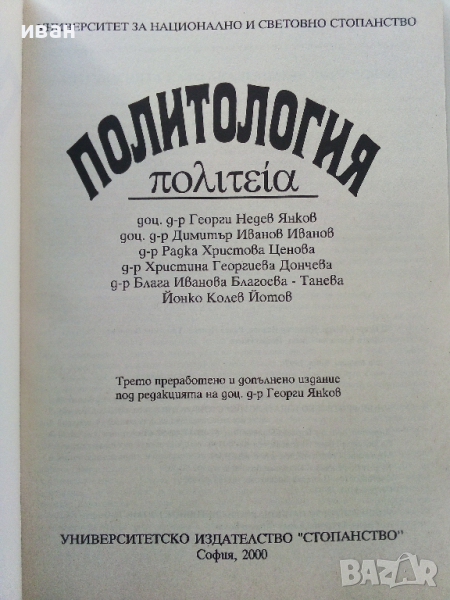 иван
УНИВЕРСИТЕТ ЗА НАЦИОНАЛНО И СВЕТОВНО СТОПАНСТВО
ПОЛИТОЛОГИЯ
πολιτεία
доц. д-р Георги Недев Янков
доц. д-р Димитър Иванов Иванов
д-р Радка Христова Ценова
д-р Христина Георгиева Дончева
д-р Блага Иванова Благоева - Танева
Йонко Колев Йотов
Трето преработено и допълнено издание
под редакцията на доц. д-р Георги Янков
УНИВЕРСИТЕТСКО ИЗДАТЕЛСТВО "СТОПАНСТВО"
София, 2000
BAZAR